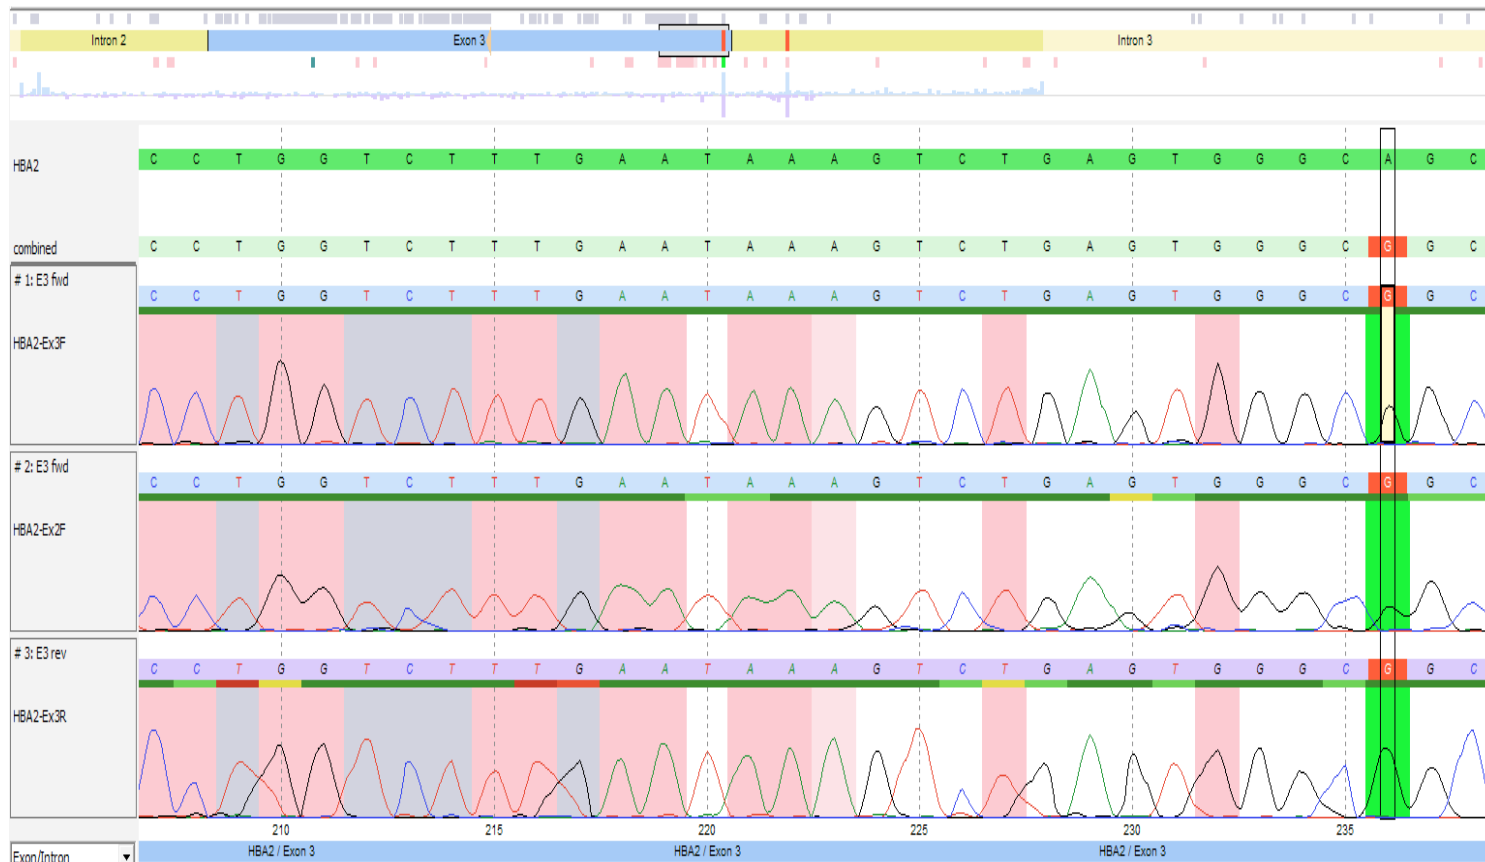 Intron 2 Exon 3 Intron 3
HBA2 C C T G G T C T T T G A A T A A A G T C T G A G T G G G C A G C
combined C C T G G T C T T T G A A T A A A G T C T G A G T G G G C G G C
# 1: E3 fwd
C C T G G T C T T T G A A T A A A G T C T G A G T G G G C G G C
HBA2-Ex3F
# 2: E3 fwd
C C T G G T C T T T G A A T A A A G T C T G A G T G G G C G G C
HBA2-Ex2F
# 3: E3 rev
C C T G G T C T T T G A A T A A A G T C T G A G T G G G C G G C
HBA2-Ex3R
210 215 220 225 230 235
Exon/Intron HBA2 / Exon 3 HBA2 / Exon 3 HBA2 / Exon 3